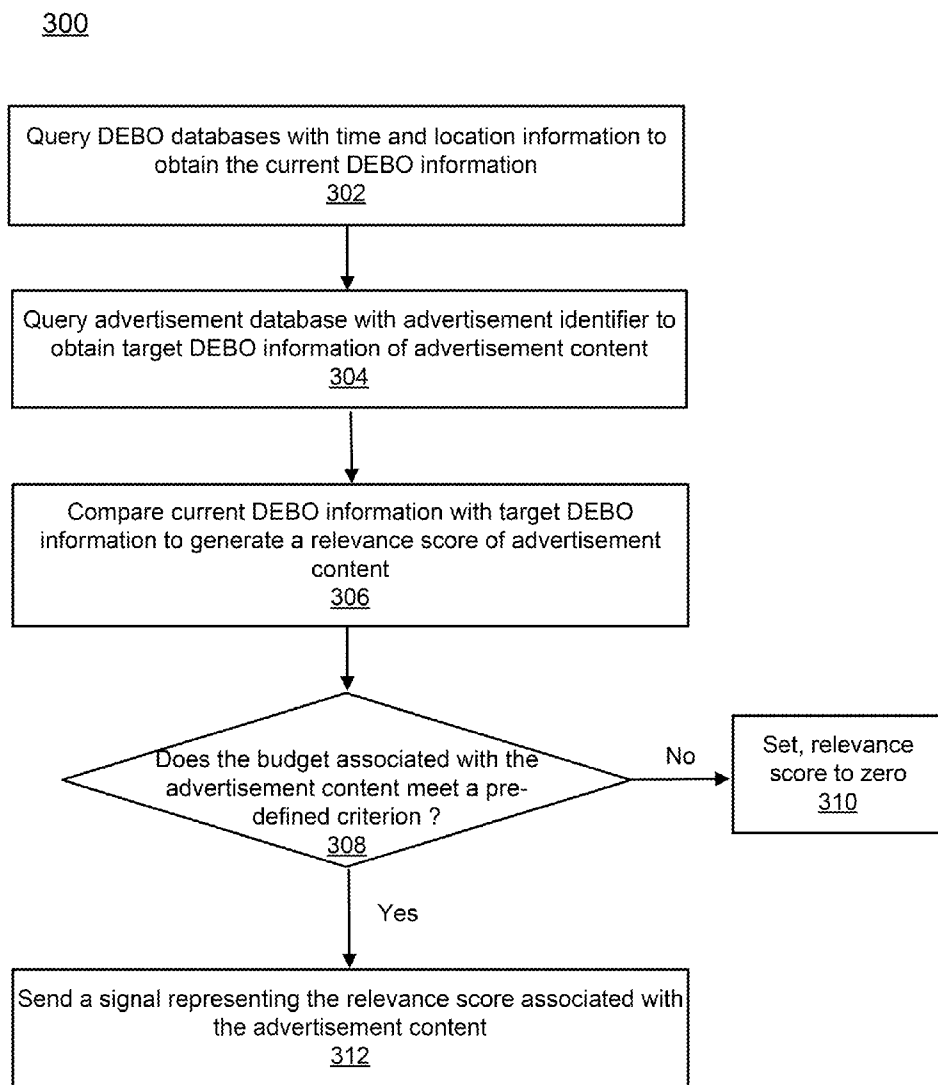 300
Query DEBO databases with time and location information to
obtain the current DEBO information
302
Query advertisement database with advertisement identifier to
obtain target DEBO information of advertisement content
304
Compare current DEBO information with target DEBO
information to generate a relevance score of advertisement
content
306
Does the budget associated with the
advertisement content meet a pre-
defined criterion ?
308
No
Set, relevance
score to zero
310
Yes
Send a signal representing the relevance score associated with
the advertisement content
312